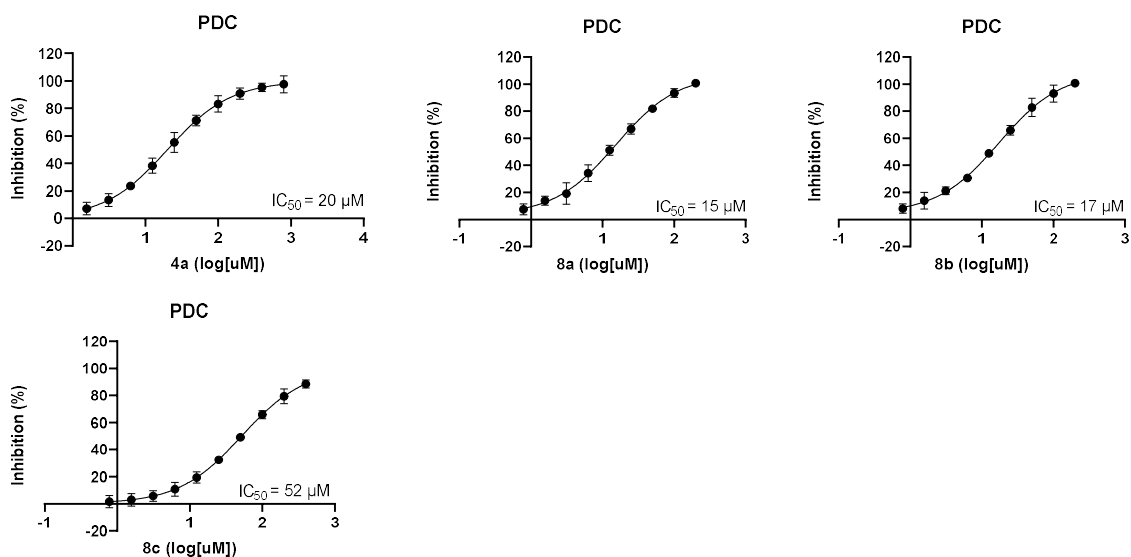 PDC
120
100
80
60
40
20
0
-20
Inhibition (%)
IC50 = 20 µM
1 2 3 4
4a (log[uM])
PDC
120
100
80
60
40
20
-20
Inhibition (%)
IC50 = 15 µM
-1 1 2 3
8a (log[uM])
PDC
120
100
80
60
40
20
-20
Inhibition (%)
IC50 = 17 µM
-1 1 2 3
8b (log[uM])
PDC
120
100
80
60
40
20
-20
Inhibition (%)
IC50 = 52 µM
-1 1 2 3
8c (log[uM])